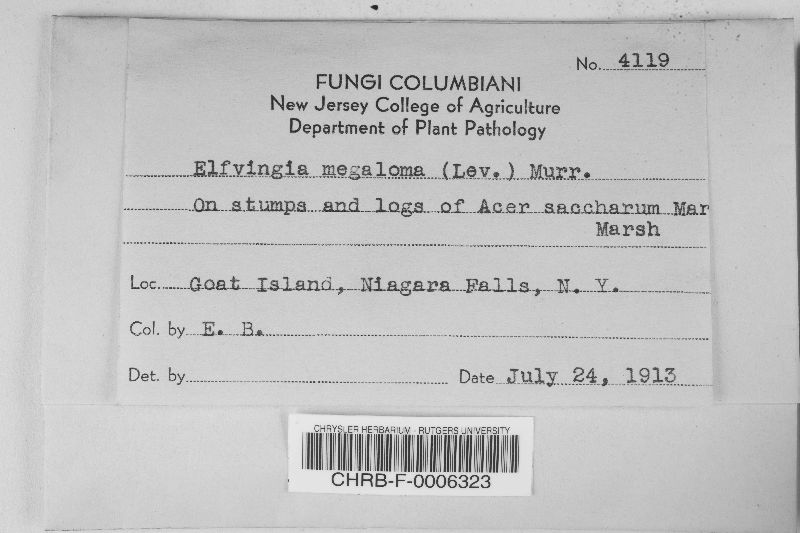 No. 4119
FUNGI COLUMBIANI
New Jersey College of Agriculture
Department of Plant Pathology
Elfvingia megaloma (Lev.) Murr.
On stumps and logs of Acer saccharum Mar
Marsh
Loc. Goat Island, Niagara Falls, N. Y.
Col. by E. B.
Det. by Date July 24, 1913
CHRYSLER HERBARIUM - RUTGERS UNIVERSITY
CHRB-F-0006323